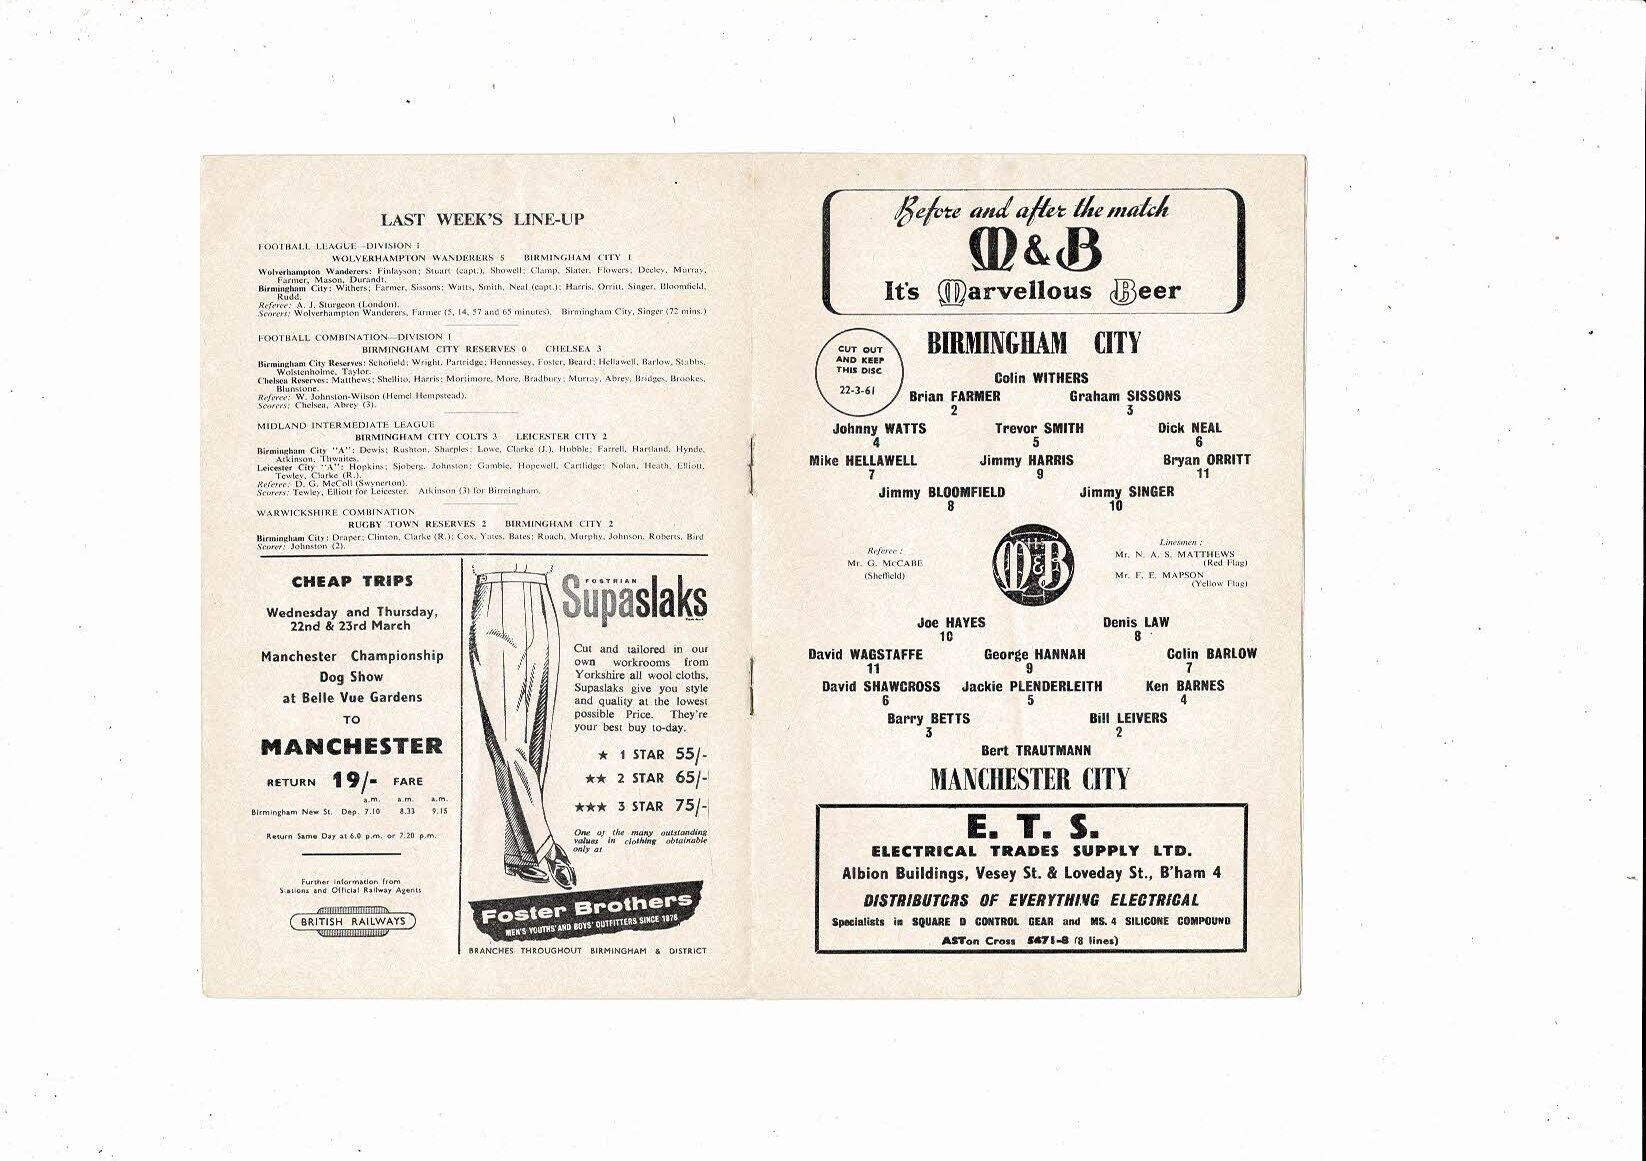 LAST WEEK'S LINE-UP
FOOTBALL LEAGUE—DIVISION 1
WOLVERHAMPTON WANDERERS 5 BIRMINGHAM CITY 1
Wolverhampton Wanderers: Finlayson; Stuart (capt.), Showell; Clamp, Slater, Flowers; Deeley, Murray,
Farmer, Mason, Durandt.
Birmingham City: Withers; Farmer, Sissons; Watts, Smith, Neal (capt.); Harris, Orritt, Singer, Bloomfield,
Rudd.
Referee: A. J. Sturgeon (London).
Scorers: Wolverhampton Wanderers, Farmer (5, 14, 57 and 65 minutes). Birmingham City, Singer (72 mins.)
FOOTBALL COMBINATION—DIVISION 1
BIRMINGHAM CITY RESERVES 0 CHELSEA 3
Birmingham City Reserves: Schofield; Wright, Partridge; Hennessey, Foster, Beard; Hellawell, Barlow, Stubbs,
Wolstenholme, Taylor.
Chelsea Reserves: Matthews; Shellito, Harris; Mortimore, More, Bradbury; Murray, Abrey, Bridges, Brookes,
Blunstone.
Referee: W. Johnston-Wilson (Hemel Hempstead).
Scorers: Chelsea, Abrey (3).
MIDLAND INTERMEDIATE LEAGUE
BIRMINGHAM CITY COLTS 3 LEICESTER CITY 2
Birmingham City "A": Dewis; Rushton, Sharples; Lowe, Clarke (J.), Hubble; Farrell, Hartland, Hynde,
Atkinson, Thwaites.
Leicester City "A": Hopkins; Sjoberg, Johnston; Gamble, Hopewell, Cartlidge; Nolan, Heath, Elliott,
Tewley, Clarke (R.).
Referee: D. G. McColl (Swynerton).
Scorers: Tewley, Elliott for Leicester. Atkinson (3) for Birmingham.
WARWICKSHIRE COMBINATION
RUGBY TOWN RESERVES 2 BIRMINGHAM CITY 2
Birmingham City: Draper; Clinton, Clarke (R.); Cox, Yates, Bates; Roach, Murphy, Johnson, Roberts, Bird
Scorer: Johnston (2).
CHEAP TRIPS
Wednesday and Thursday,
22nd & 23rd March
Manchester Championship
Dog Show
at Belle Vue Gardens
TO
MANCHESTER
RETURN 19/- FARE
a.m. a.m. a.m.
Birmingham New St. Dep. 7.10 8.33 9.15
Return Same Day at 6.0 p.m. or 7.20 p.m.
Further information from
Stations and Official Railway Agents
BRITISH RAILWAYS
FOSTRIAN
Supaslaks
Cut and tailored in our
own workrooms from
Yorkshire all wool cloths,
Supaslaks give you style
and quality at the lowest
possible Price. They're
your best buy to-day.
★ 1 STAR 55/-
★★ 2 STAR 65/-
★★★ 3 STAR 75/-
One of the many outstanding
values in clothing obtainable
only at
Foster Brothers
MEN'S YOUTHS' AND BOYS' OUTFITTERS SINCE 1876
BRANCHES THROUGHOUT BIRMINGHAM & DISTRICT
Before and after the match
M&B
It's Marvellous Beer
CUT OUT
AND KEEP
THIS DISC
22-3-61
BIRMINGHAM CITY
Colin WITHERS
Brian FARMER Graham SISSONS
2 3
Johnny WATTS Trevor SMITH Dick NEAL
4 5 6
Mike HELLAWELL Jimmy HARRIS Bryan ORRITT
7 9 11
Jimmy BLOOMFIELD Jimmy SINGER
8 10
Referee:
Mr. G. McCABE
(Sheffield)
M&B
Linesmen:
Mr. N. A. S. MATTHEWS
(Red Flag)
Mr. F. E. MAPSON
(Yellow Flag)
Joe HAYES Denis LAW
10 8
David WAGSTAFFE George HANNAH Colin BARLOW
11 9 7
David SHAWCROSS Jackie PLENDERLEITH Ken BARNES
6 5 4
Barry BETTS Bill LEIVERS
3 2
Bert TRAUTMANN
MANCHESTER CITY
E. T. S.
ELECTRICAL TRADES SUPPLY LTD.
Albion Buildings, Vesey St. & Loveday St., B'ham 4
DISTRIBUTORS OF EVERYTHING ELECTRICAL
Specialists in SQUARE D CONTROL GEAR and MS. 4 SILICONE COMPOUND
ASTon Cross 5471-8 (8 lines)